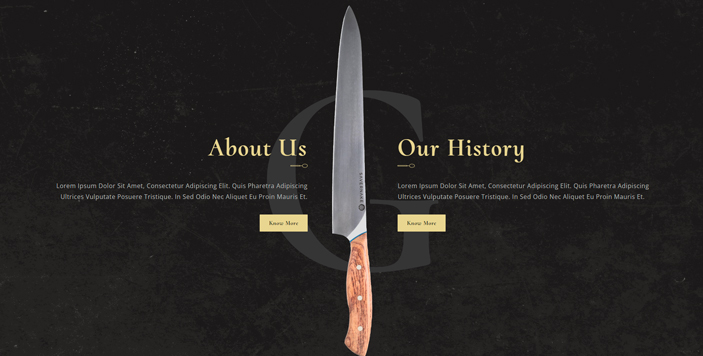 About Us
Lorem Ipsum Dolor Sit Amet, Consectetur Adipiscing Elit. Quis Pharetra Adipiscing
Ultrices Vulputate Posuere Tristique. In Sed Odio Nec Aliquet Eu Proin Mauris Et.
Know More
G
Our History
Lorem Ipsum Dolor Sit Amet, Consectetur Adipiscing Elit. Quis Pharetra Adipiscing
Ultrices Vulputate Posuere Tristique. In Sed Odio Nec Aliquet Eu Proin Mauris Et.
Know More